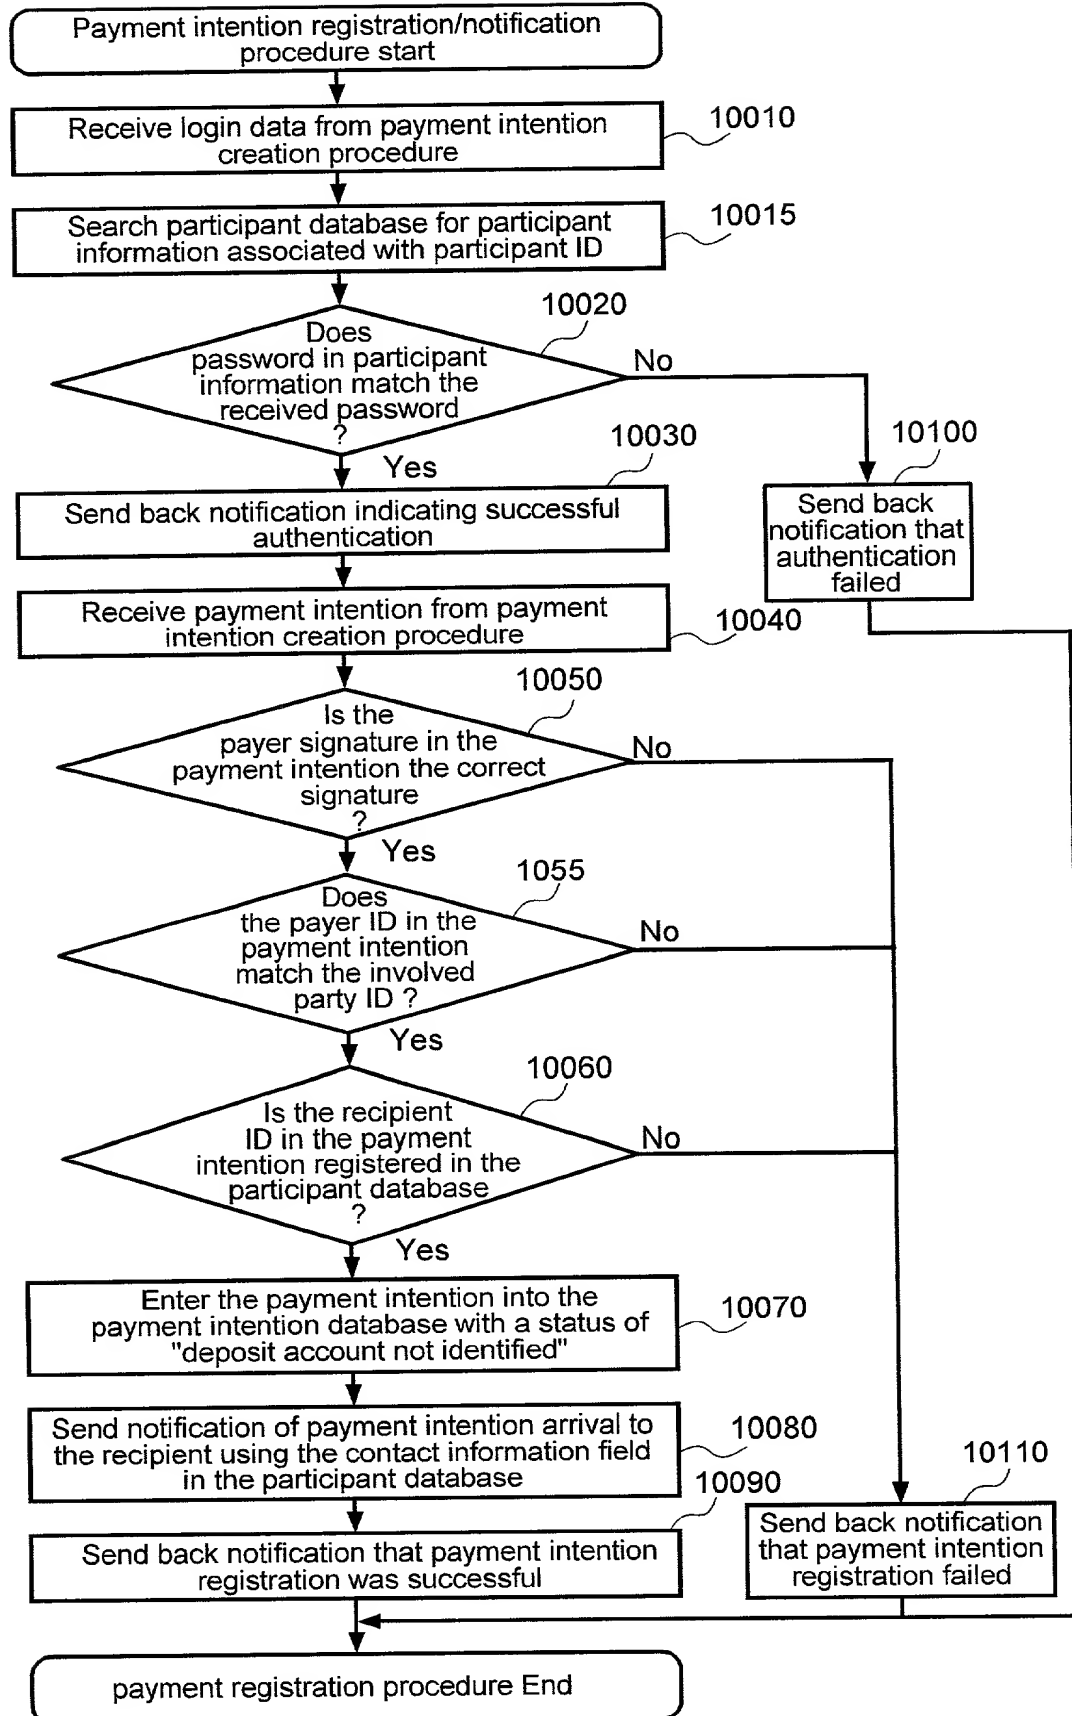 Payment intention registration/notification
procedure start
Receive login data from payment intention
creation procedure
10010
Search participant database for participant
information associated with participant ID
10015
Does
password in participant
information match the
received password
?
10020
No
Yes
10030
Send back notification indicating successful
authentication
10100
Send back
notification that
authentication
failed
Receive payment intention from payment
intention creation procedure
10040
Is the
payer signature in the
payment intention the correct
signature
?
10050
No
Yes
Does
the payer ID in the
payment intention
match the involved
party ID ?
1055
No
Yes
Is the recipient
ID in the payment
intention registered in the
participant database
?
10060
No
Yes
Enter the payment intention into the
payment intention database with a status of
"deposit account not identified"
10070
Send notification of payment intention arrival to
the recipient using the contact information field
in the participant database
10080
10090
Send back notification that payment intention
registration was successful
10110
Send back notification
that payment intention
registration failed
payment registration procedure End